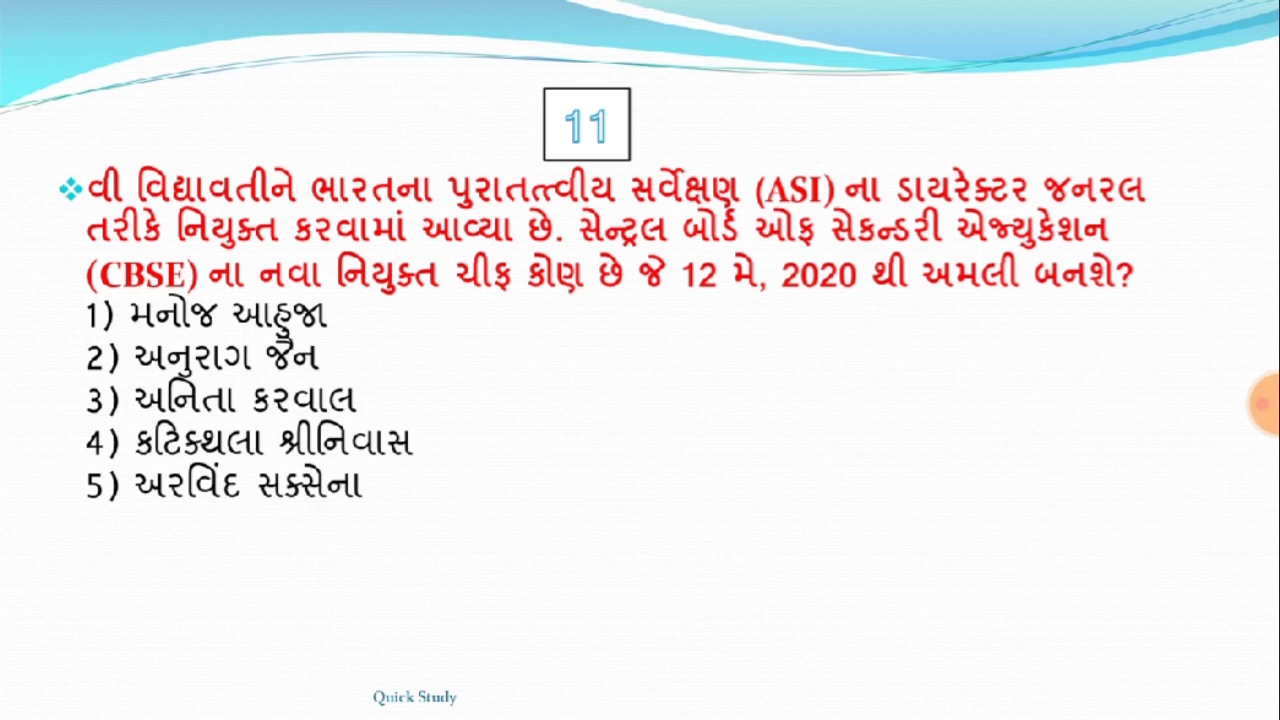 11
વી વિદ્યાવતીને ભારતના પુરાતત્ત્વીય સર્વેક્ષણ (ASI) ના ડાયરેક્ટર જનરલ
તરીકે નિયુક્ત કરવામાં આવ્યા છે. સેન્ટ્રલ બોર્ડ ઓફ સેકન્ડરી એજ્યુકેશન
(CBSE) ના નવા નિયુક્ત ચીફ કોણ છે જે 12 મે, 2020 થી અમલી બનશે?
1) મનોજ આહુજા
2) અનુરાગ જૈન
3) અનિતા કરવાલ
4) કટિક્થલા શ્રીનિવાસ
5) અરવિંદ સક્સેના
Quick Study